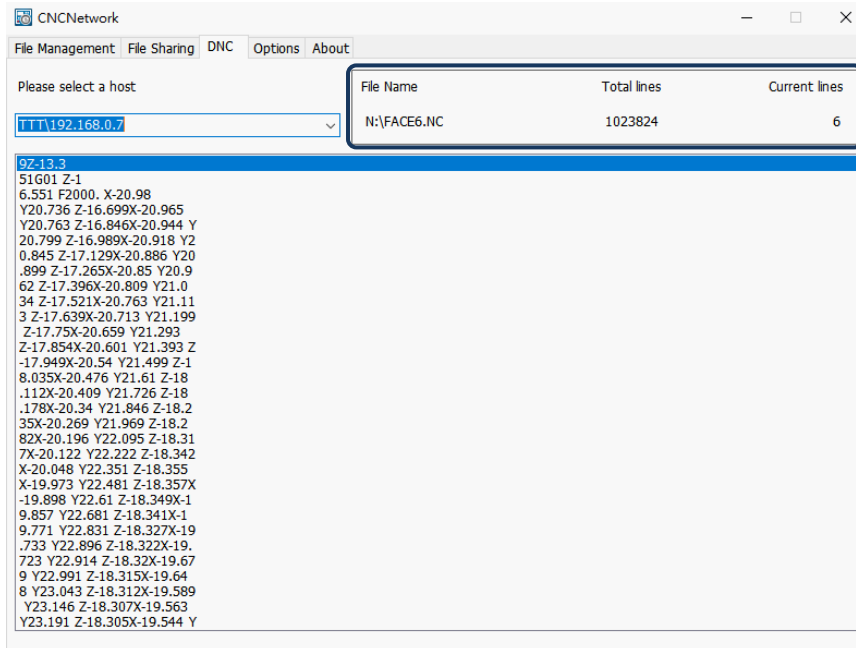 CNCNetwork
File Management File Sharing DNC Options About
Please select a host
TTT\192.168.0.7
File Name Total lines Current lines
N:\FACE6.NC 1023824 6
9Z-13.3
51G01 Z-1
6.551 F2000. X-20.98
Y20.736 Z-16.699X-20.965
Y20.763 Z-16.846X-20.944 Y
20.799 Z-16.989X-20.918 Y2
0.845 Z-17.129X-20.886 Y20
.899 Z-17.265X-20.85 Y20.9
62 Z-17.396X-20.809 Y21.0
34 Z-17.521X-20.763 Y21.11
3 Z-17.639X-20.713 Y21.199
Z-17.75X-20.659 Y21.293
Z-17.854X-20.601 Y21.393 Z
-17.949X-20.54 Y21.499 Z-1
8.035X-20.476 Y21.61 Z-18
.112X-20.409 Y21.726 Z-18
.178X-20.34 Y21.846 Z-18.2
35X-20.269 Y21.969 Z-18.2
82X-20.196 Y22.095 Z-18.31
7X-20.122 Y22.222 Z-18.342
X-20.048 Y22.351 Z-18.355
X-19.973 Y22.481 Z-18.357X
-19.898 Y22.61 Z-18.349X-1
9.857 Y22.681 Z-18.341X-1
9.771 Y22.831 Z-18.327X-19
.733 Y22.896 Z-18.322X-19.
723 Y22.914 Z-18.32X-19.67
9 Y22.991 Z-18.315X-19.64
8 Y23.043 Z-18.312X-19.589
Y23.146 Z-18.307X-19.563
Y23.191 Z-18.305X-19.544 Y